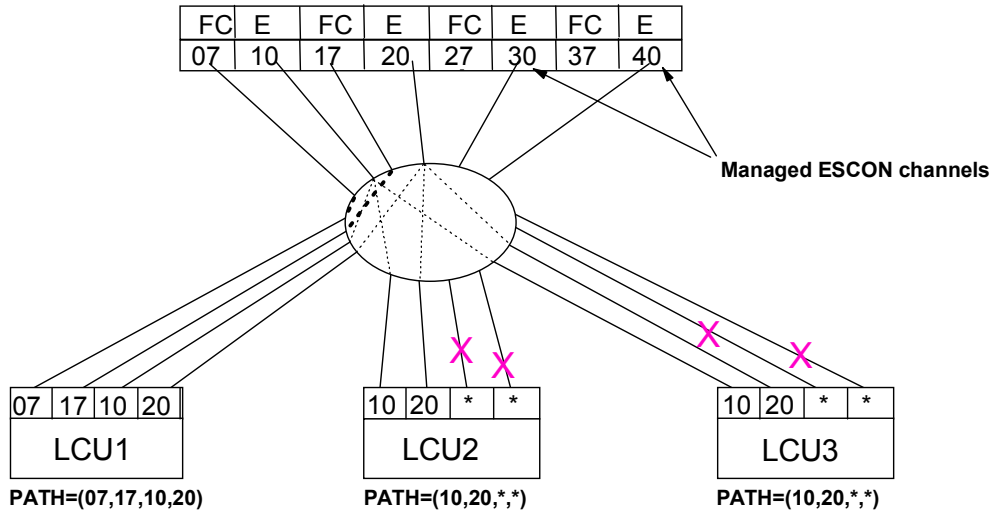 FC E FC E FC E FC E
07 10 17 20 27 30 37 40
Managed ESCON channels
X X X X
07 17 10 20
LCU1
PATH=(07,17,10,20)
10 20 * *
LCU2
PATH=(10,20,*,*)
10 20 * *
LCU3
PATH=(10,20,*,*)